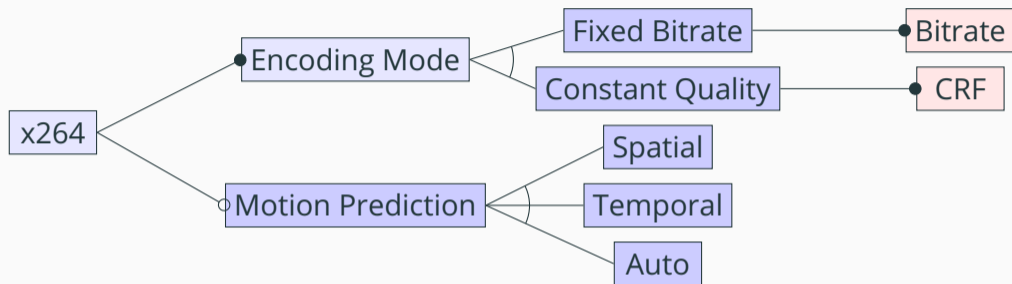 Fixed Bitrate
Bitrate
Encoding Mode
Constant Quality
CRF
x264
Spatial
Motion Prediction
Temporal
Auto